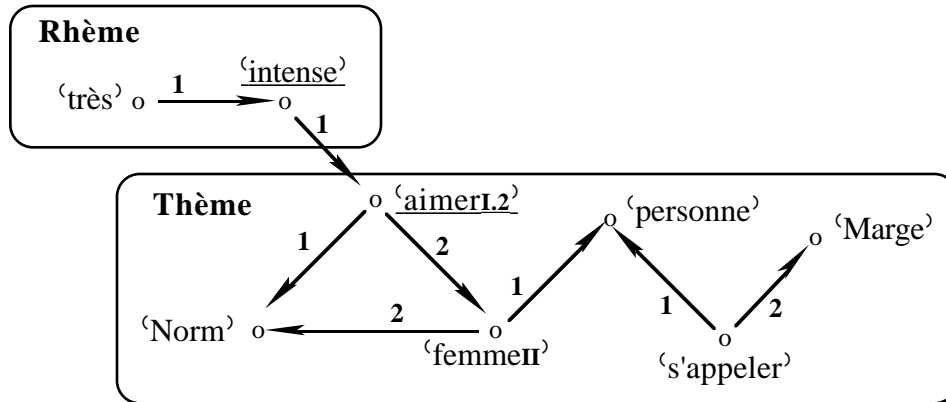 Rhème
‘intense’
‘très’ o 1 o
1
Thème
o ‘aimerI.2’
o ‘personne’
o ‘Marge’
1 2
1 1 2
‘Norm’ o 2 o
o
‘femmeII’
‘s'appeler’